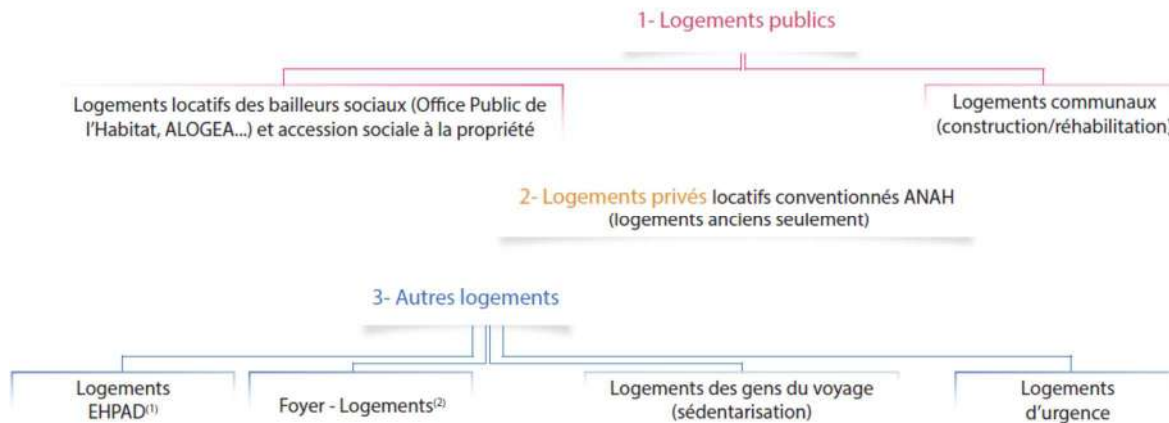 1- Logements publics
Logements locatifs des bailleurs sociaux (Office Public de
l'Habitat, ALOGEA...) et accession sociale à la propriété
Logements communaux
(construction/réhabilitation)
2- Logements privés locatifs conventionnés ANAH
(logements anciens seulement)
3- Autres logements
Logements
EHPAD(1)
Foyer - Logements(2)
Logements des gens du voyage
(sédentarisation)
Logements
d'urgence